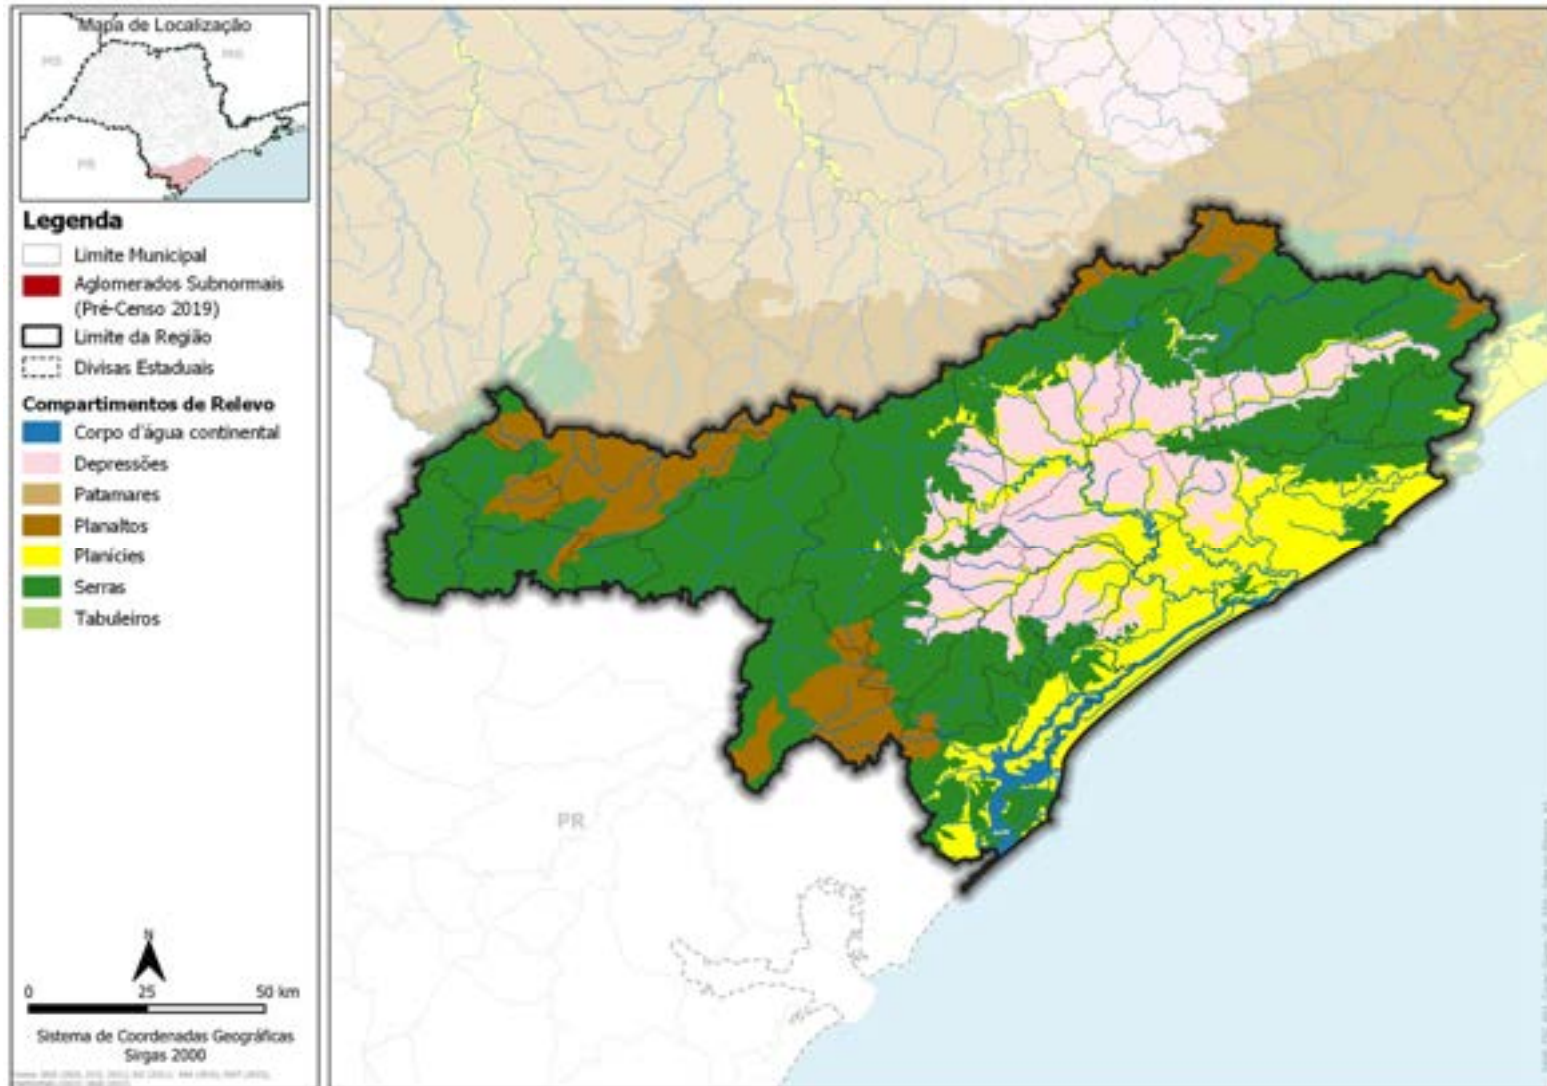 Mapa de Localização
MS
MG
PR
Legenda
Limite Municipal
Aglomerados Subnormais
(Pré-Censo 2019)
Limite da Região
Divisas Estaduais
Compartimentos de Relevo
Corpo d'água continental
Depressões
Patamares
Planaltos
Planícies
Serras
Tabuleiros
N
0 25 50 km
Sistema de Coordenadas Geográficas
Sirgas 2000
PR